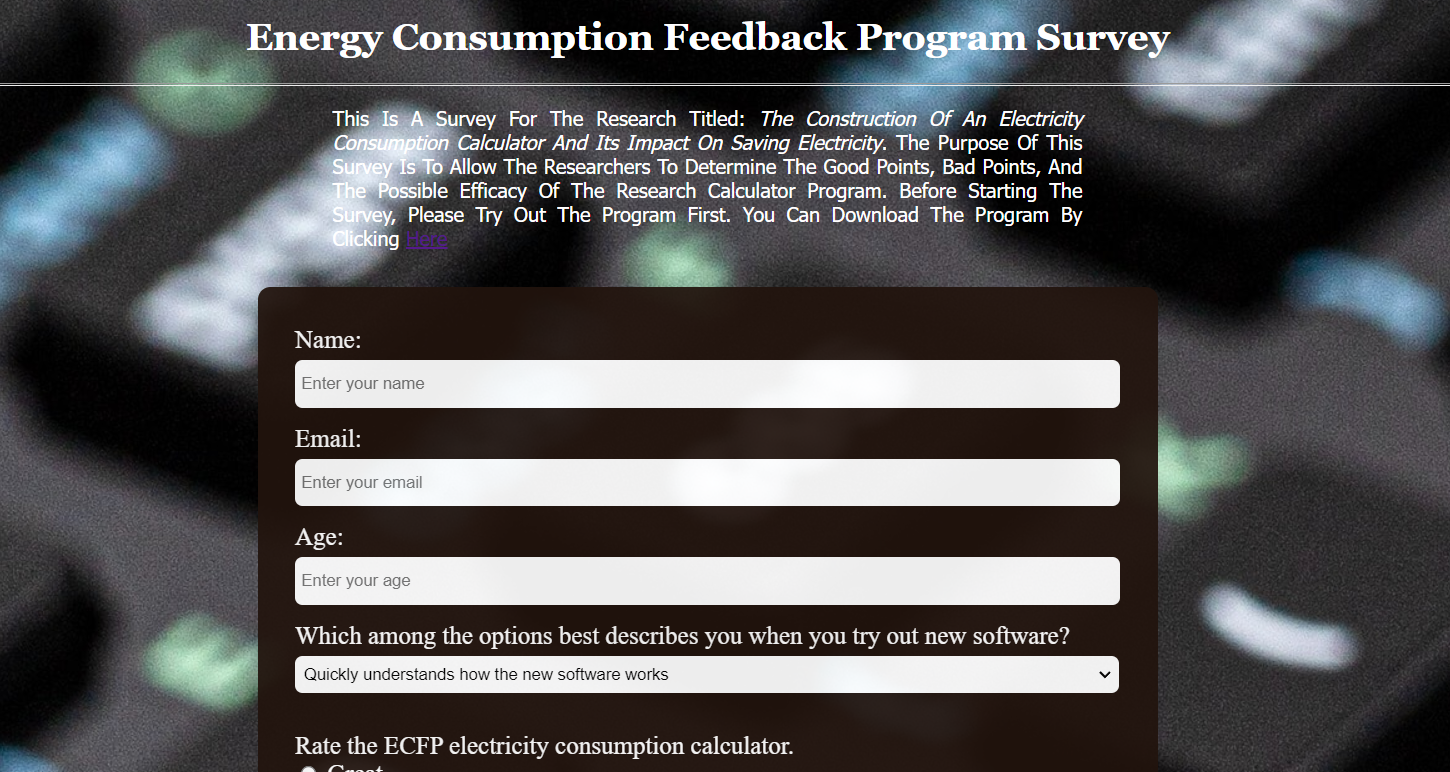 Energy Consumption Feedback Program Survey
This Is A Survey For The Research Titled: The Construction Of An Electricity
Consumption Calculator And Its Impact On Saving Electricity. The Purpose Of This
Survey Is To Allow The Researchers To Determine The Good Points, Bad Points, And
The Possible Efficacy Of The Research Calculator Program. Before Starting The
Survey, Please Try Out The Program First. You Can Download The Program By
Clicking Here
Name:
Enter your name
Email:
Enter your email
Age:
Enter your age
Which among the options best describes you when you try out new software?
Quickly understands how the new software works
Rate the ECFP electricity consumption calculator.
Great